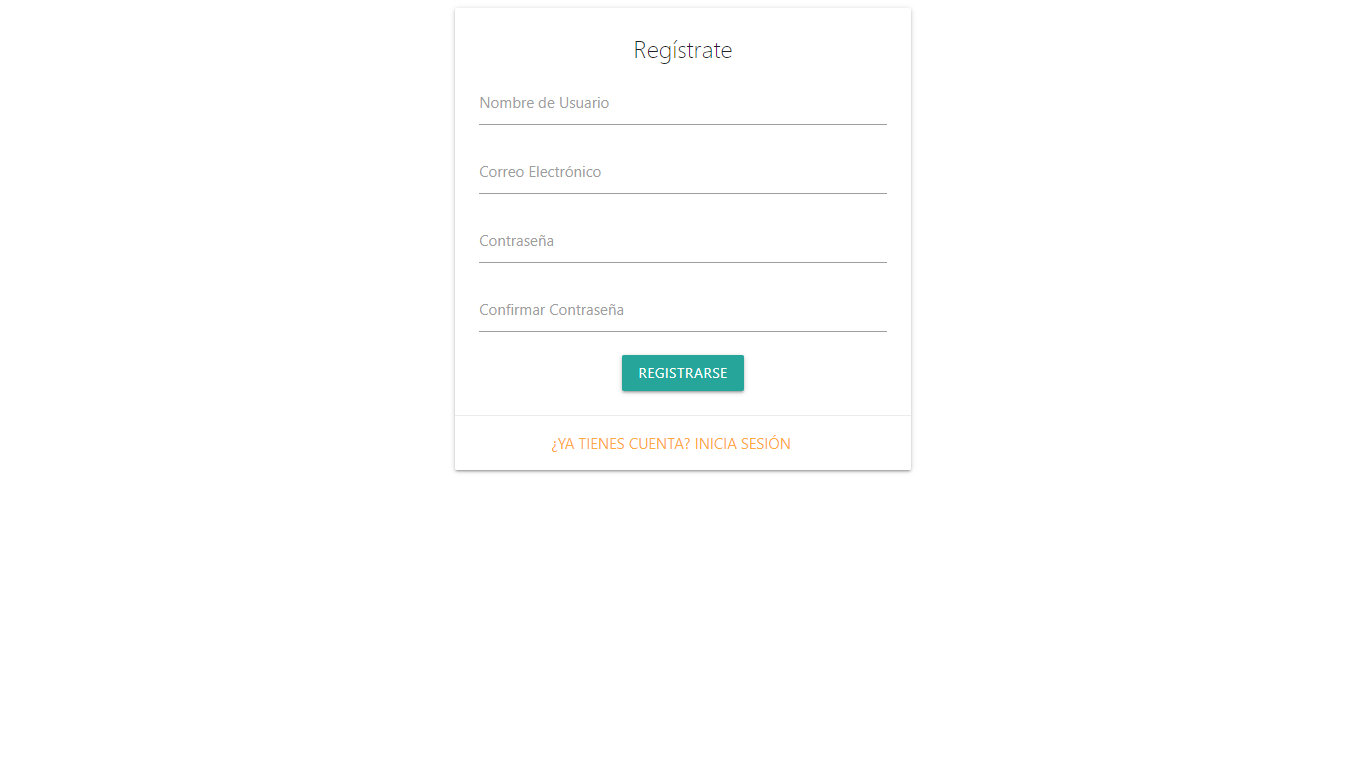 Regístrate
Nombre de Usuario
Correo Electrónico
Contraseña
Confirmar Contraseña
REGISTRARSE
¿YA TIENES CUENTA? INICIA SESIÓN